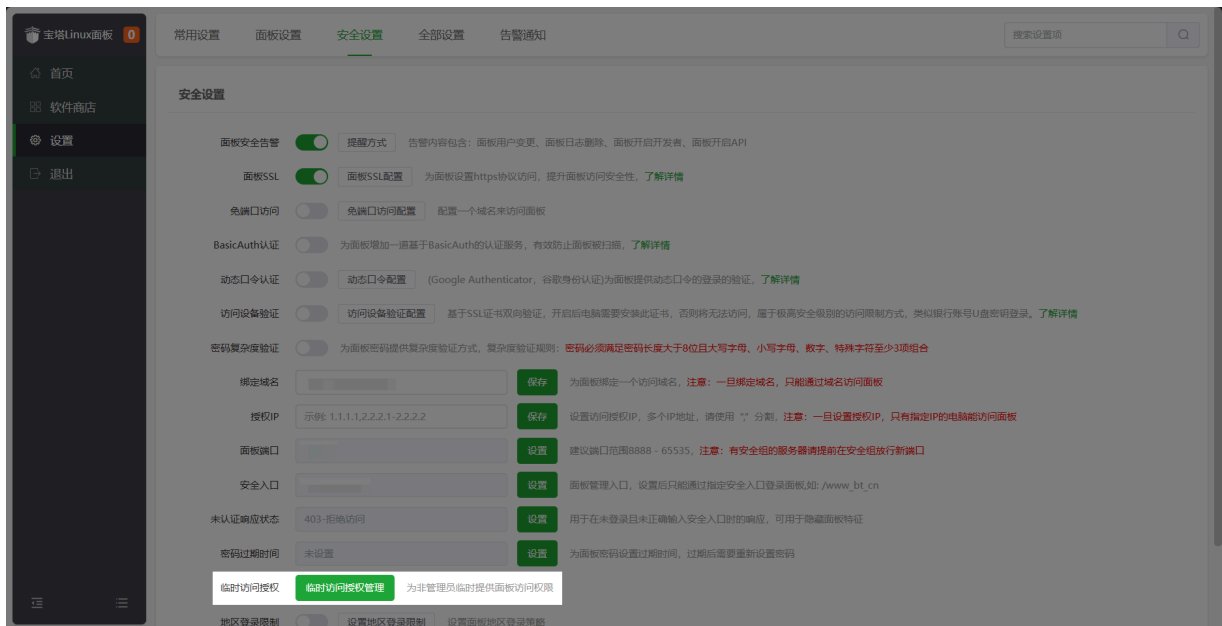 宝塔Linux面板 0
常用设置 面板设置 安全设置 全部设置 告警通知 搜索设置项
首页
软件商店
设置
退出
安全设置
面板安全告警 提醒方式 告警内容包含：面板用户变更、面板日志删除、面板开启开发者，面板开启API
面板SSL 面板SSL配置 为面板设置https协议访问，提升面板访问安全性，了解详情
免端口访问 免端口访问配置 配置一个域名来访问面板
BasicAuth认证 为面板增加一道基于BasicAuth的认证服务，有效防止面板被扫描，了解详情
动态口令认证 动态口令配置 (Google Authenticator，谷歌身份认证)为面板提供动态口令的登录的验证，了解详情
访问设备验证 访问设备验证配置 基于SSL证书双向验证，开启后电脑需要安装此证书，否则将无法访问，属于极高安全级别的访问限制方式，类似银行账号U盘密钥登录。了解详情
密码复杂度验证 为面板密码提供复杂度验证方式，复杂度验证规则：密码必须满足密码长度大于8位且大写字母、小写字母、数字、特殊字符至少3项组合
绑定域名 保存 为面板绑定一个访问域名，注意：一旦绑定域名，只能通过域名访问面板
授权IP 示例: 1.1.1.1,2.2.2.1-2.2.2.2 保存 设置访问授权IP，多个IP地址，请使用 "," 分割，注意：一旦设置授权IP，只有指定IP的电脑能访问面板
面板端口 设置 建议端口范围8888 - 65535，注意：有安全组的服务器请提前在安全组放行新端口
安全入口 设置 面板管理入口，设置后只能通过指定安全入口登录面板,如: /www_bt_cn
未认证响应状态 403-拒绝访问 设置 用于在未登录且未正确输入安全入口时的响应，可用于隐藏面板特征
密码过期时间 未设置 设置 为面板密码设置过期时间，过期后需要重新设置密码
临时访问授权 临时访问授权管理 为非管理员临时提供面板访问权限
地区登录限制 设置地区登录限制 设置面板地区登录策略